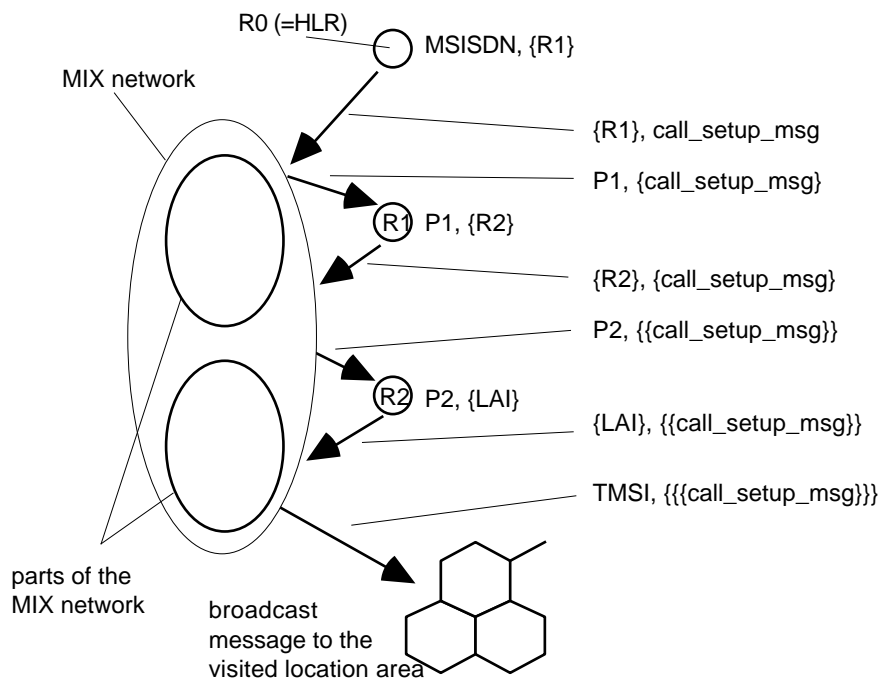 R0 (=HLR)
MSISDN, {R1}
MIX network
{R1}, call_setup_msg
P1, {call_setup_msg}
R1 P1, {R2}
{R2}, {call_setup_msg}
P2, {{call_setup_msg}}
R2 P2, {LAI}
{LAI}, {{call_setup_msg}}
TMSI, {{{call_setup_msg}}}
parts of the
MIX network
broadcast
message to the
visited location area